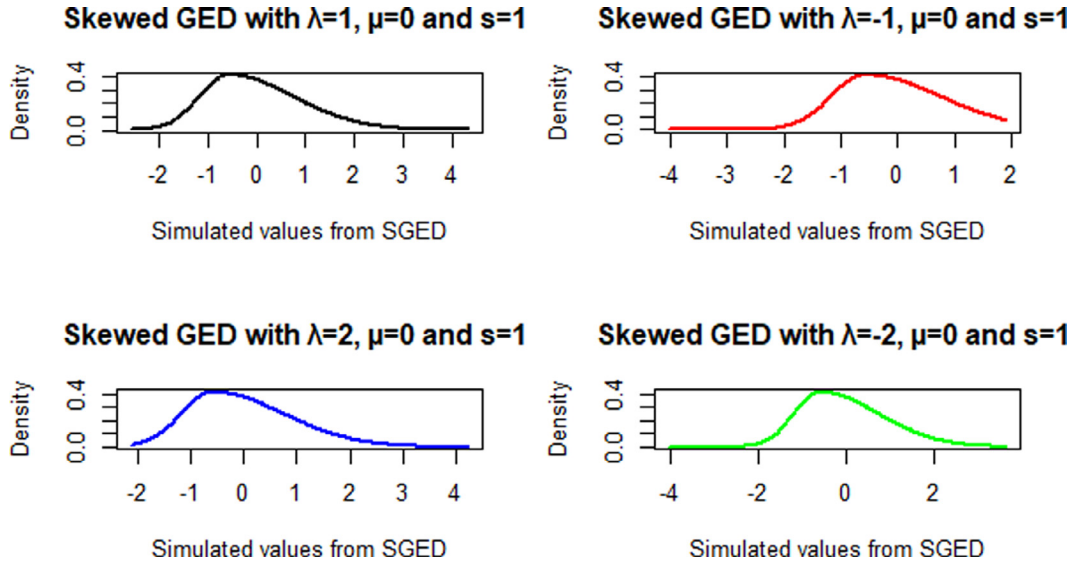 Skewed GED with λ=1, μ=0 and s=1
Density
0.0 0.4
-2 -1 0 1 2 3 4
Simulated values from SGED
Skewed GED with λ=-1, μ=0 and s=1
Density
0.0 0.4
-4 -3 -2 -1 0 1 2
Simulated values from SGED
Skewed GED with λ=2, μ=0 and s=1
Density
0.0 0.4
-2 -1 0 1 2 3 4
Simulated values from SGED
Skewed GED with λ=-2, μ=0 and s=1
Density
0.0 0.4
-4 -2 0 2
Simulated values from SGED